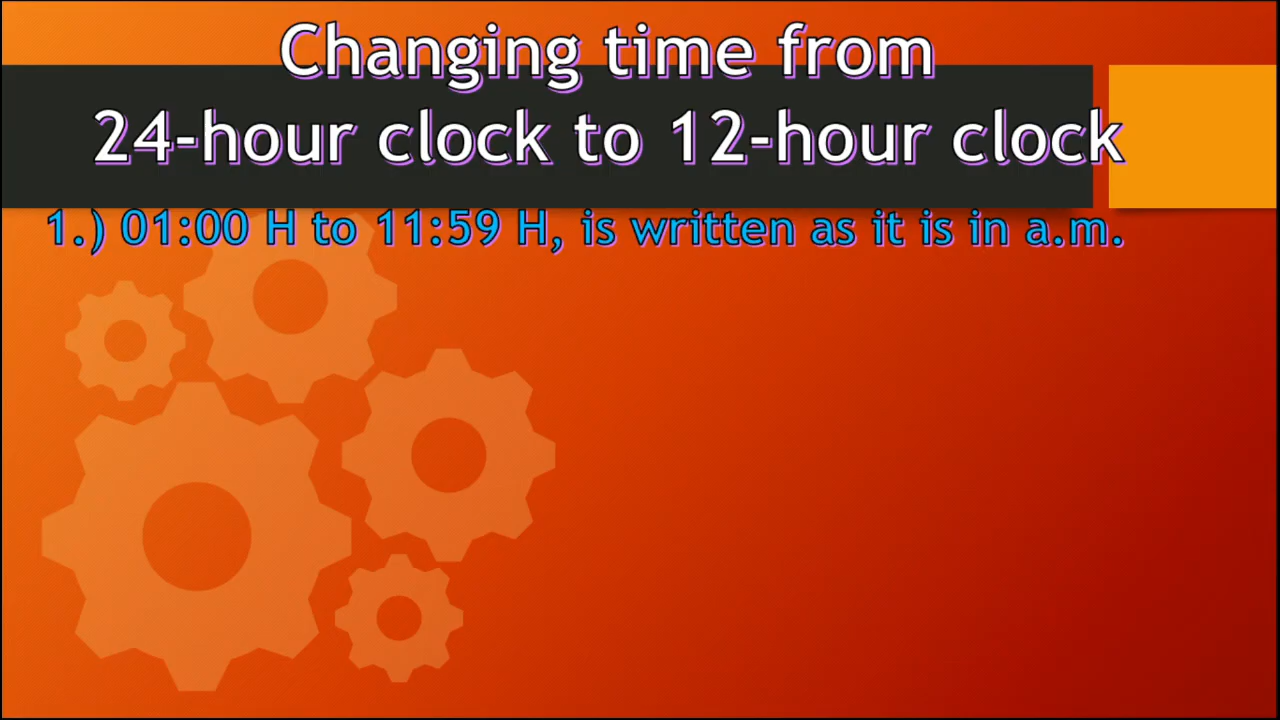 Changing time from
24-hour clock to 12-hour clock
1.) 01:00 H to 11:59 H, is written as it is in a.m.